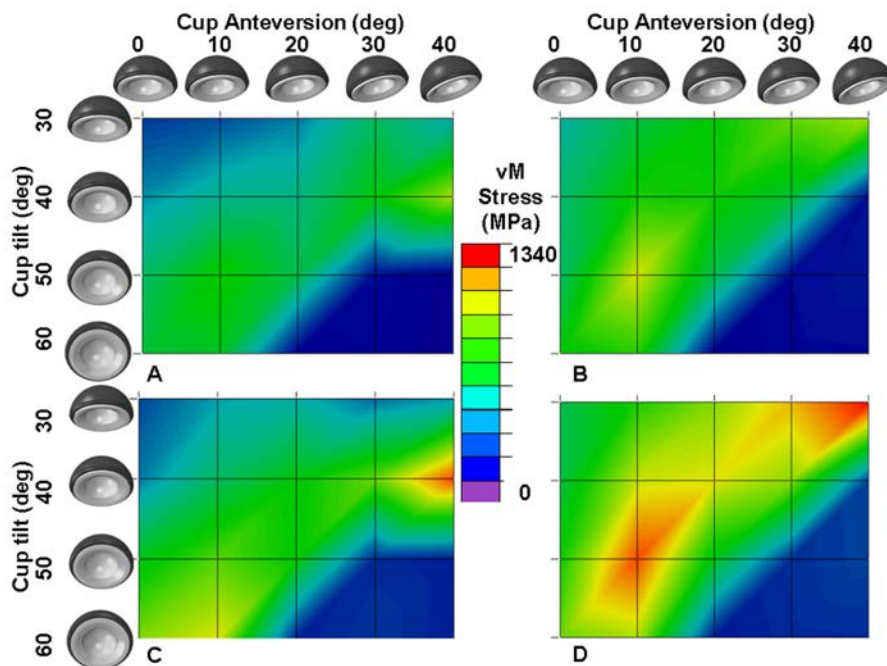 Cup Anteversion (deg)
0 10 20 30 40
Cup Anteversion (deg)
0 10 20 30 40
Cup tilt (deg)
30
40
50
60
A
vM
Stress
(MPa)
1340
0
B
Cup tilt (deg)
30
40
50
60
C
D